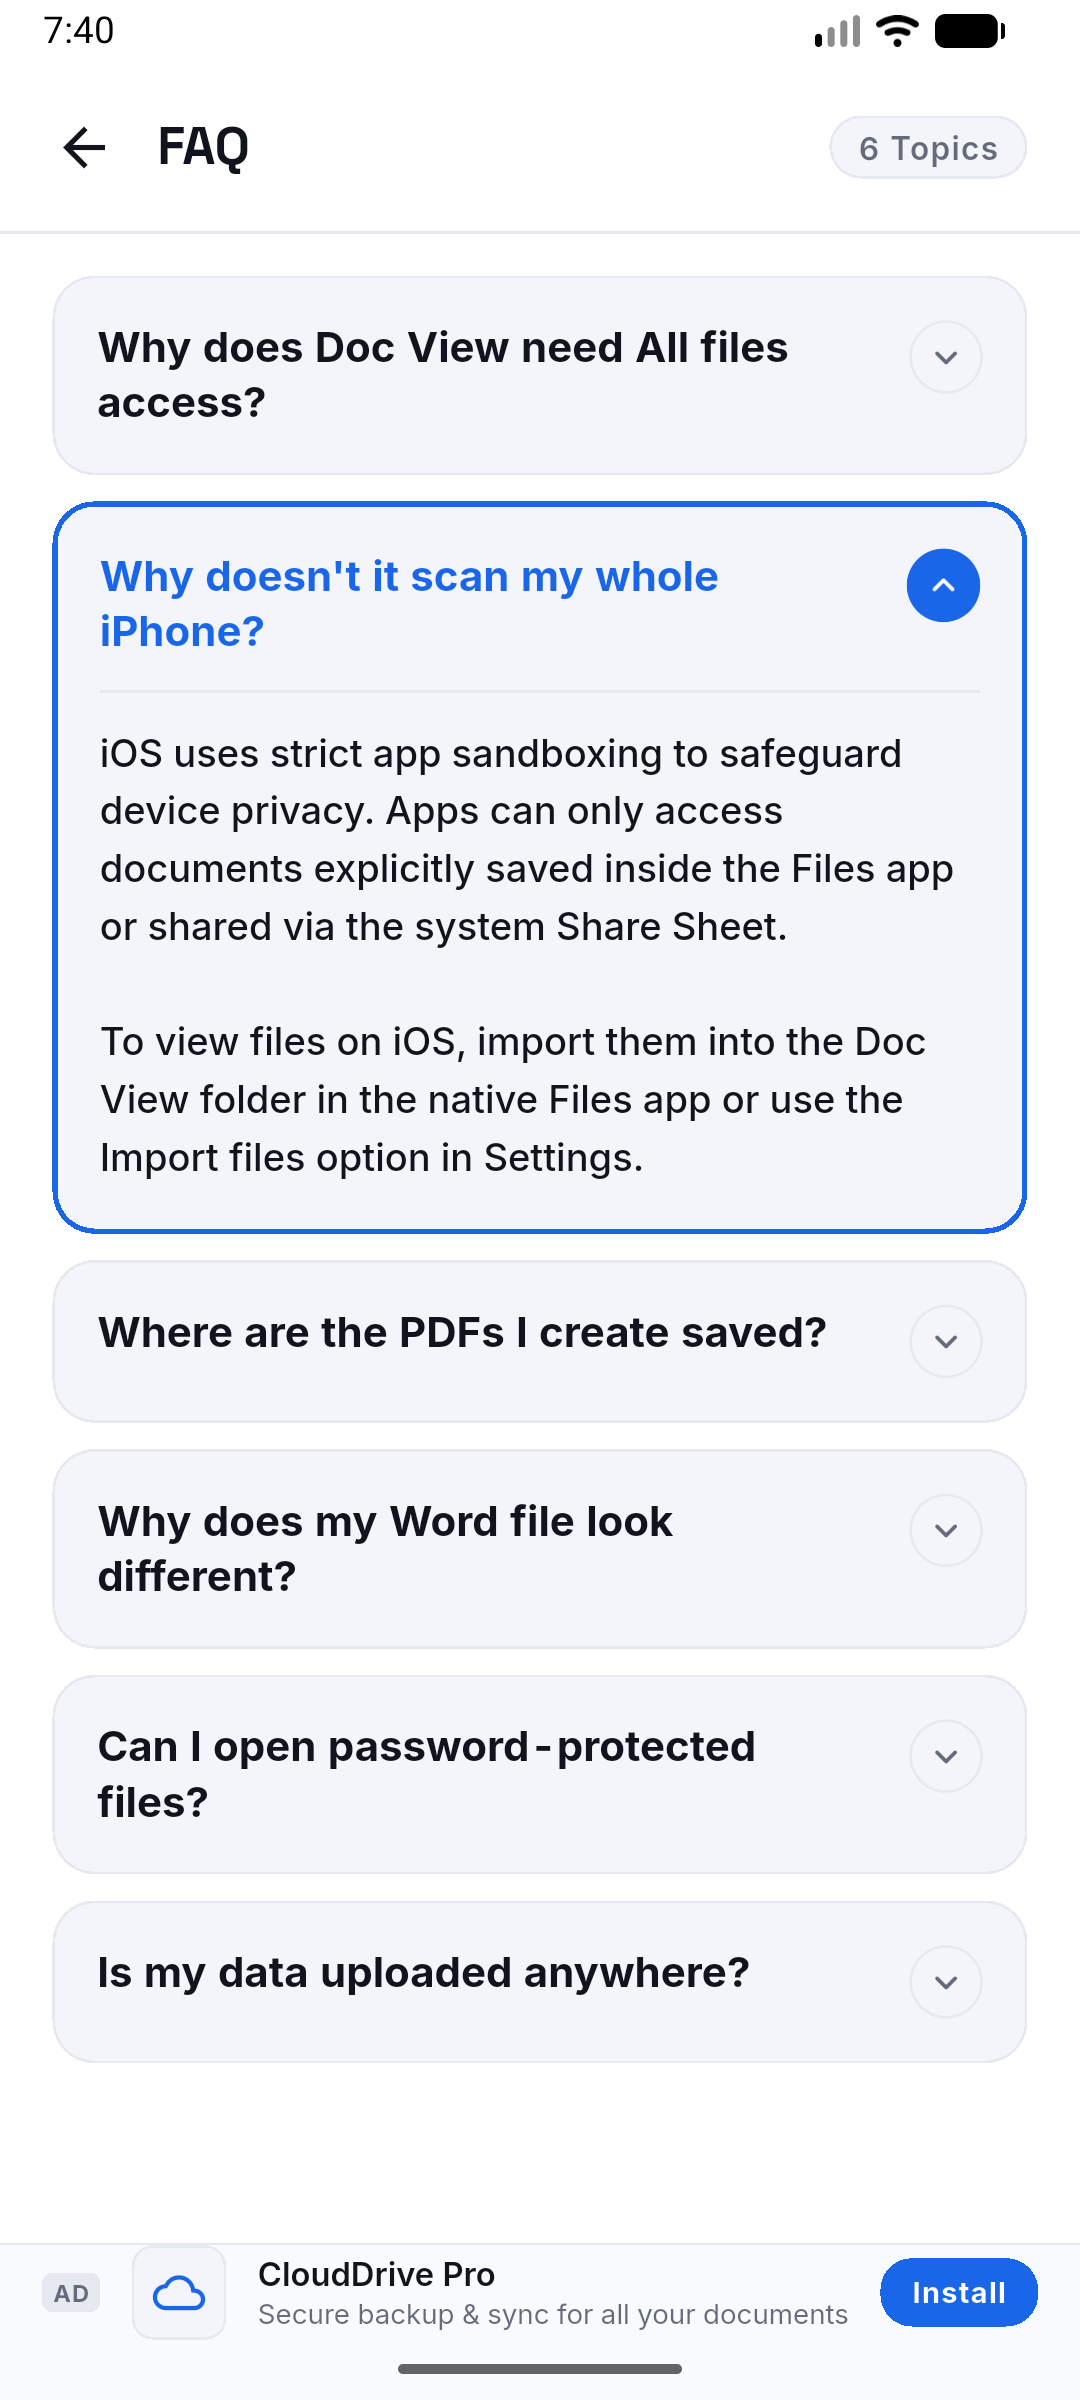 7:40
FAQ
6 Topics
Why does Doc View need All files
access?
Why doesn't it scan my whole
iPhone?
iOS uses strict app sandboxing to safeguard
device privacy. Apps can only access
documents explicitly saved inside the Files app
or shared via the system Share Sheet.
To view files on iOS, import them into the Doc
View folder in the native Files app or use the
Import files option in Settings.
Where are the PDFs I create saved?
Why does my Word file look
different?
Can I open password-protected
files?
Is my data uploaded anywhere?
AD
CloudDrive Pro
Secure backup & sync for all your documents
Install